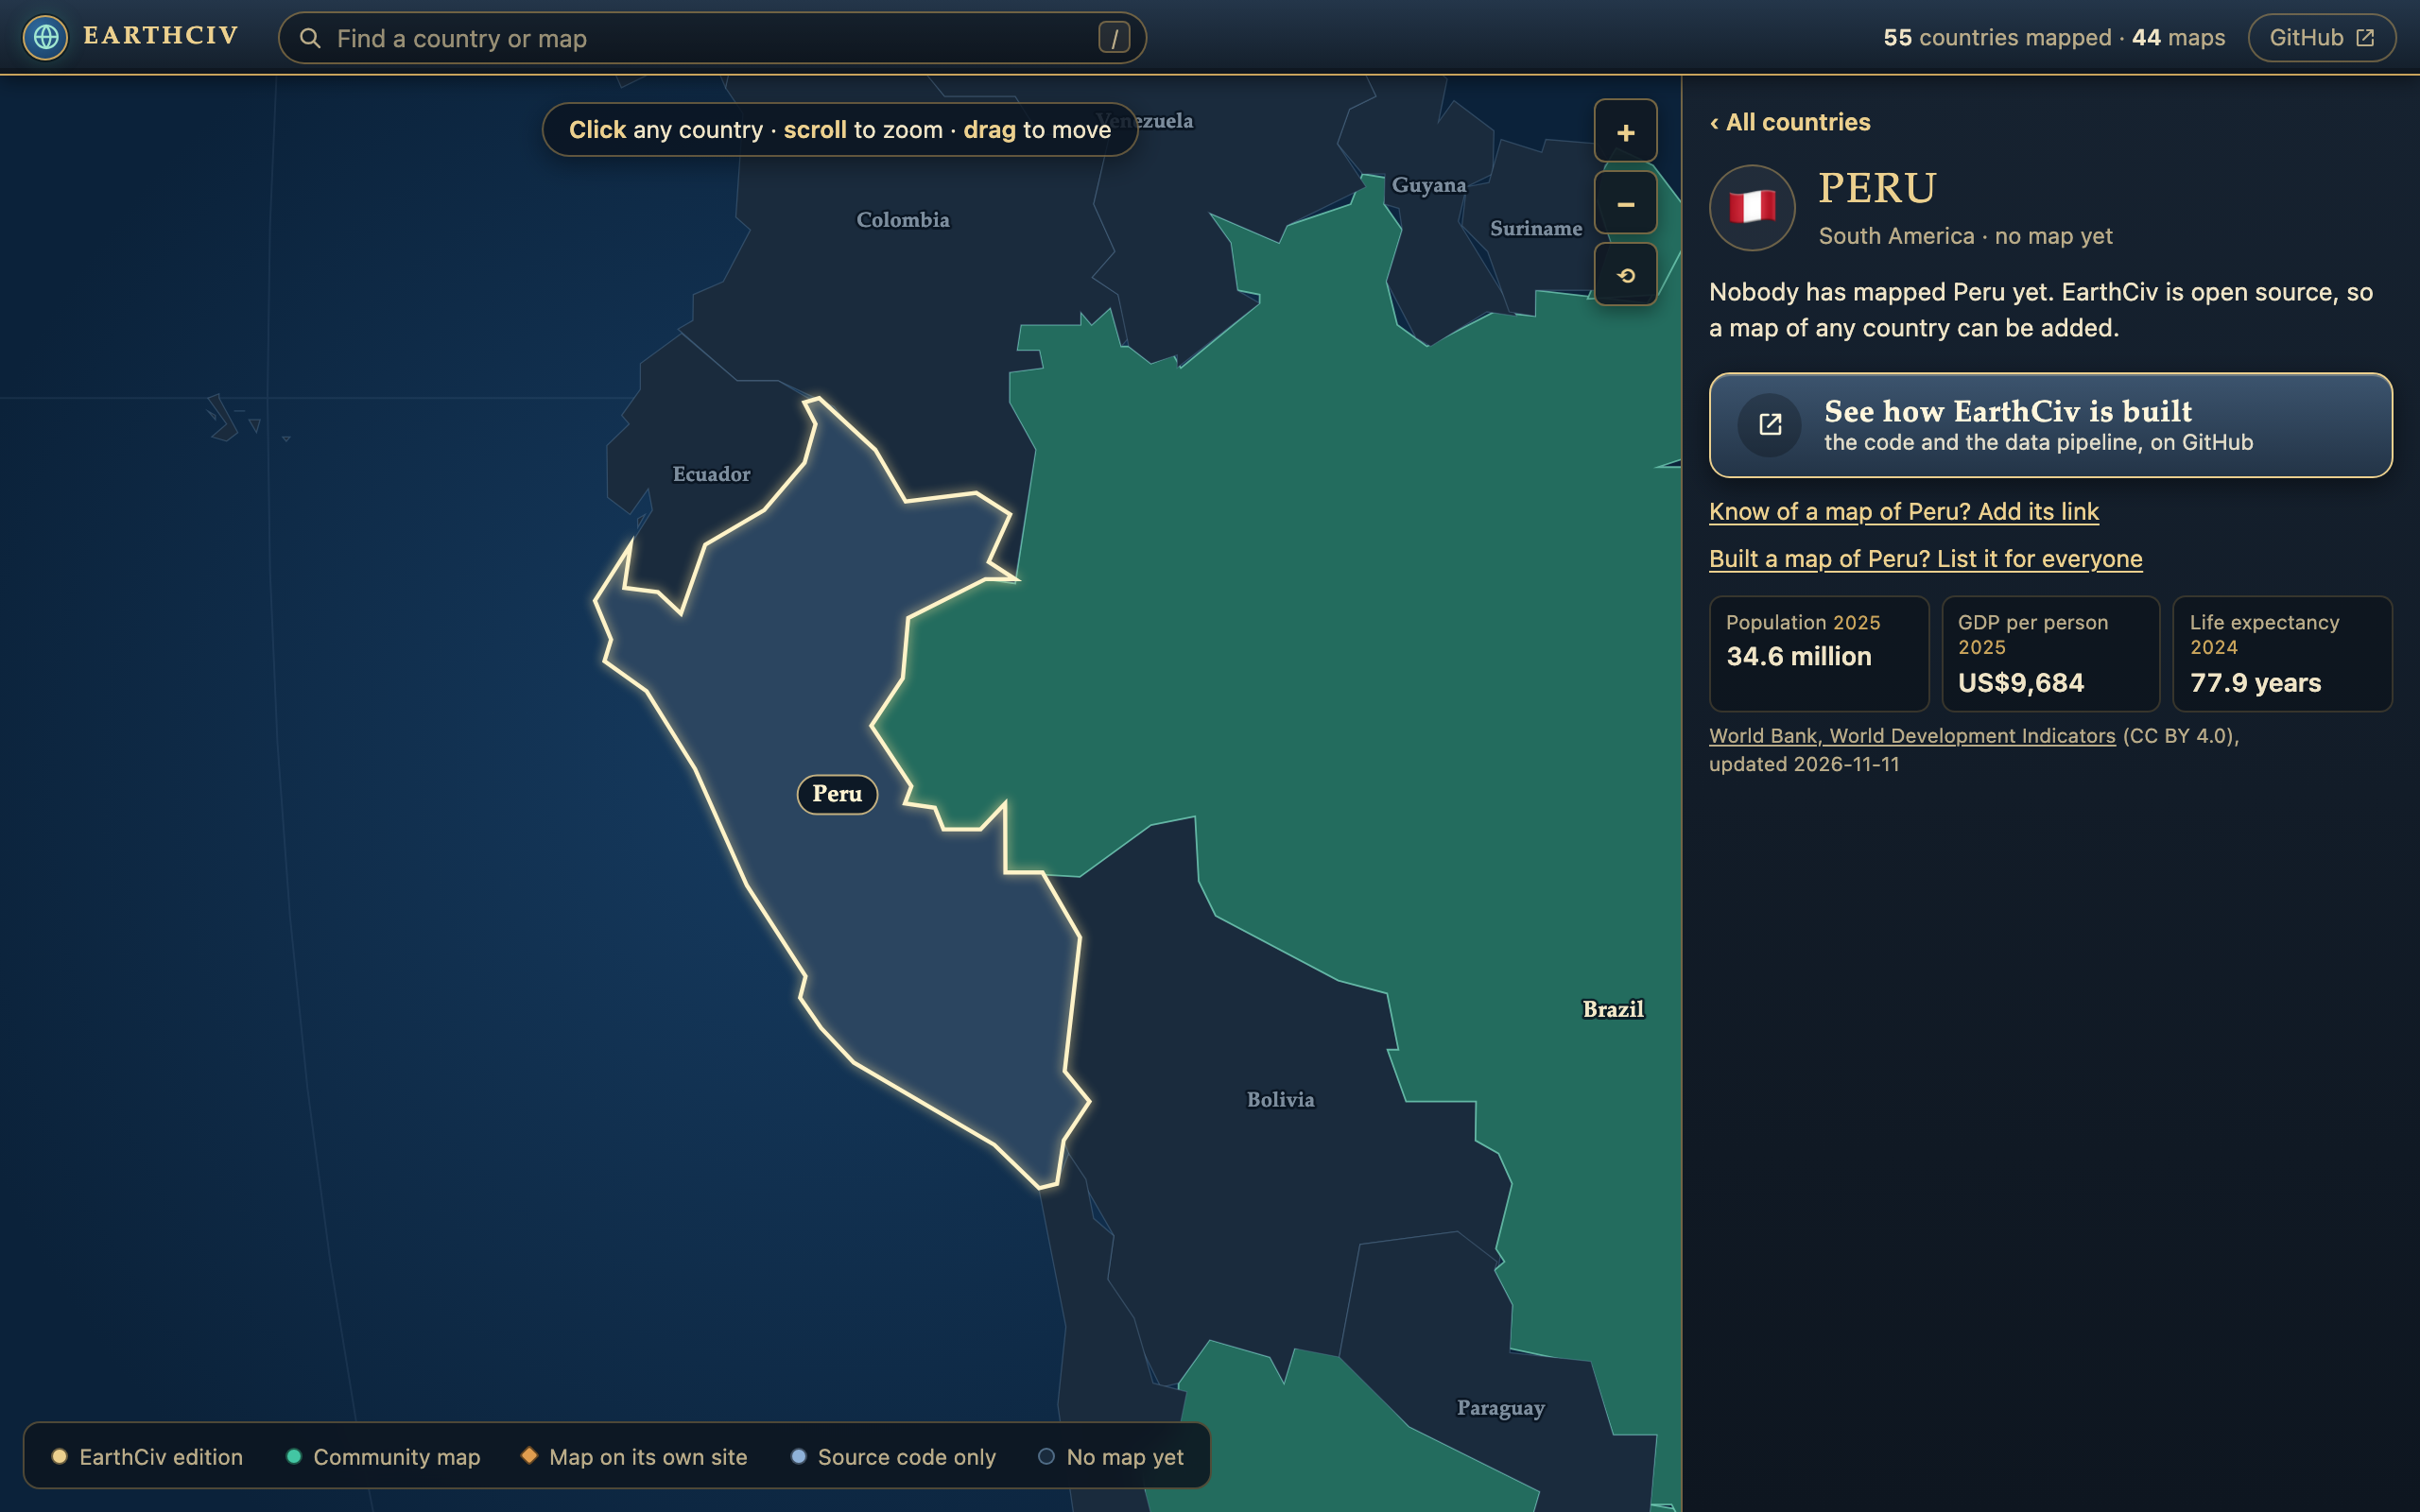 EARTHCIV
Find a country or map
/
55 countries mapped · 44 maps
GitHub
Click any country · scroll to zoom · drag to move
Venezuela
+
−
Guyana
Suriname
Colombia
Ecuador
Peru
Brazil
Bolivia
Paraguay
EarthCiv edition
Community map
Map on its own site
Source code only
No map yet
‹ All countries
PERU
South America · no map yet
Nobody has mapped Peru yet. EarthCiv is open source, so
a map of any country can be added.
See how EarthCiv is built
the code and the data pipeline, on GitHub
Know of a map of Peru? Add its link
Built a map of Peru? List it for everyone
Population 2025
34.6 million
GDP per person
2025
US$9,684
Life expectancy
2024
77.9 years
World Bank, World Development Indicators (CC BY 4.0),
updated 2026-11-11